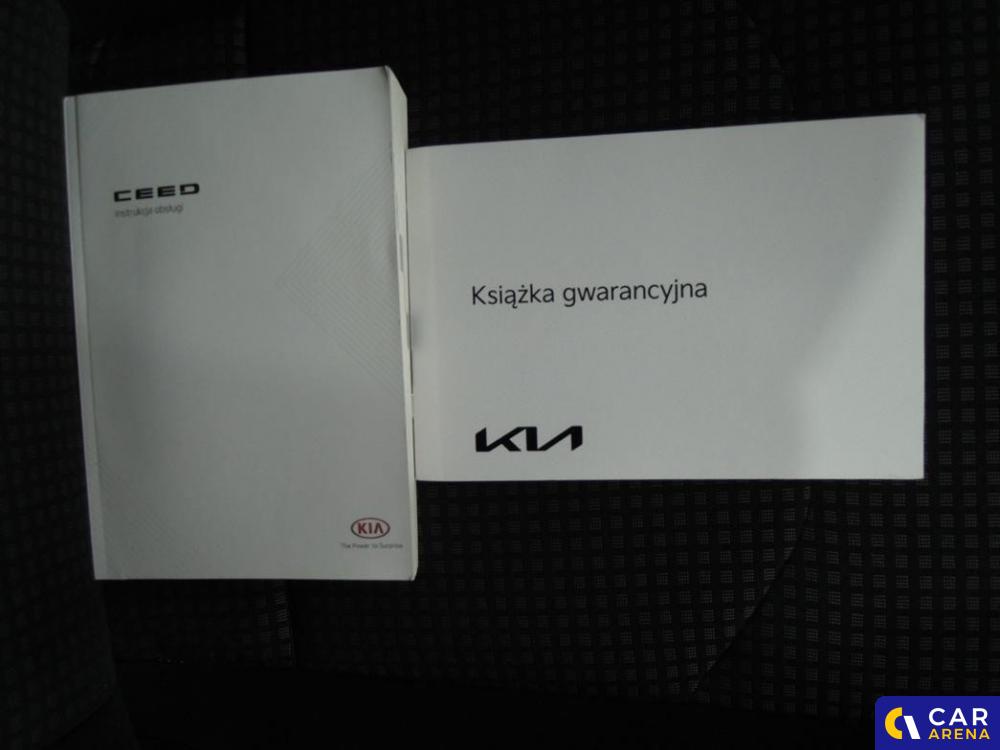 CEED
Instrukcja obsługi
KIA
The Power to Surprise
Książka gwarancyjna
KIA
CAR
ARENA